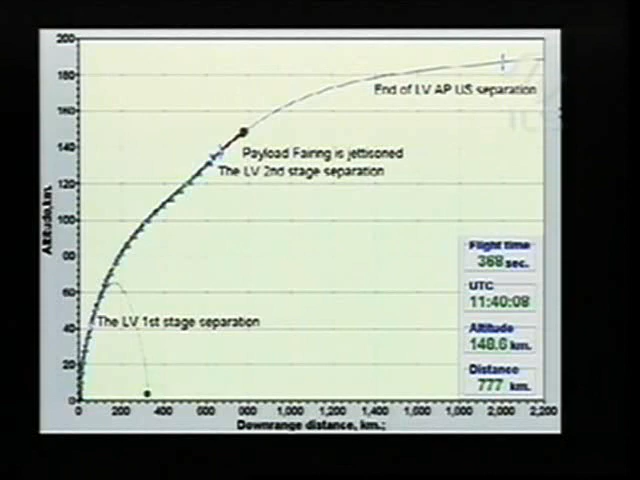 200
180
160
140
120
100
80
60
40
20
0
Altitude,km.
End of LV AP US separation
Payload Fairing is jettisoned
The LV 2nd stage separation
The LV 1st stage separation
Flight time
368 sec.
UTC
11:40:08
Altitude
148.6 km.
Distance
777 km.
0 200 400 600 800 1,000 1,200 1,400 1,600 1,800 2,000 2,200
Downrange distance, km.;
ILS